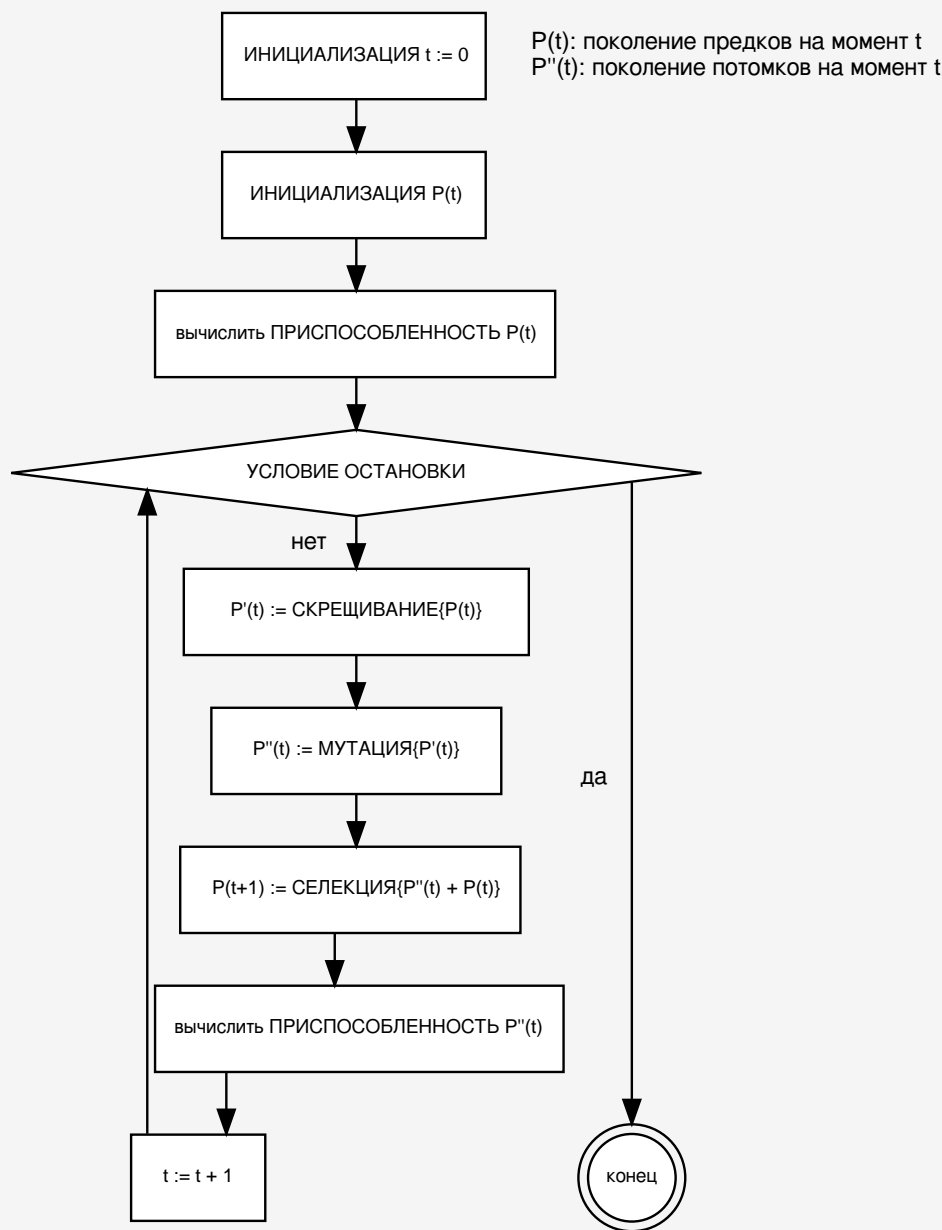 ИНИЦИАЛИЗАЦИЯ t := 0
P(t): поколение предков на момент t
P''(t): поколение потомков на момент t
ИНИЦИАЛИЗАЦИЯ P(t)
вычислить ПРИСПОСОБЛЕННОСТЬ P(t)
УСЛОВИЕ ОСТАНОВКИ
нет
P'(t) := СКРЕЩИВАНИЕ{P(t)}
P''(t) := МУТАЦИЯ{P'(t)}
да
P(t+1) := СЕЛЕКЦИЯ{P''(t) + P(t)}
вычислить ПРИСПОСОБЛЕННОСТЬ P''(t)
t := t + 1
конец